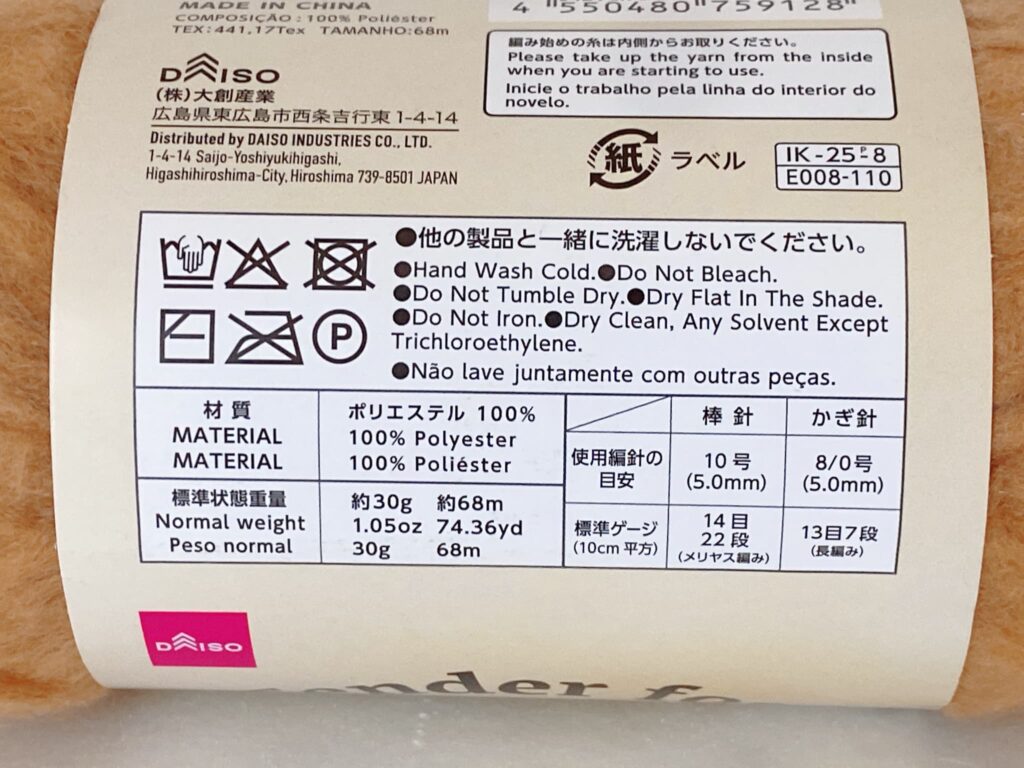 MADE IN CHINA
COMPOSIÇÃO : 100% Poliéster
TEX:441,17Tex TAMANHO:68m
4 550480 759128
DAISO
(株)大創産業
広島県東広島市西条吉行東 1-4-14
Distributed by DAISO INDUSTRIES CO., LTD.
1-4-14 Saijo-Yoshiyukihigashi,
Higashihiroshima-City, Hiroshima 739-8501 JAPAN
編み始めの糸は内側からお取りください。
Please take up the yarn from the inside
when you are starting to use.
Inicie o trabalho pela linha do interior do
novelo.
紙 ラベル
IK-25-P-8
E008-110
●他の製品と一緒に洗濯しないでください。
●Hand Wash Cold.●Do Not Bleach.
●Do Not Tumble Dry.●Dry Flat In The Shade.
●Do Not Iron.●Dry Clean, Any Solvent Except
Trichloroethylene.
●Não lave juntamente com outras peças.
P
材質 ポリエステル 100%
MATERIAL 100% Polyester
MATERIAL 100% Poliéster
標準状態重量 約30g 約68m
Normal weight 1.05oz 74.36yd
Peso normal 30g 68m
棒針 かぎ針
使用編針の目安 10号 (5.0mm) 8/0号 (5.0mm)
標準ゲージ (10cm平方) 14目 22段 (メリヤス編み) 13目7段 (長編み)
DAISO